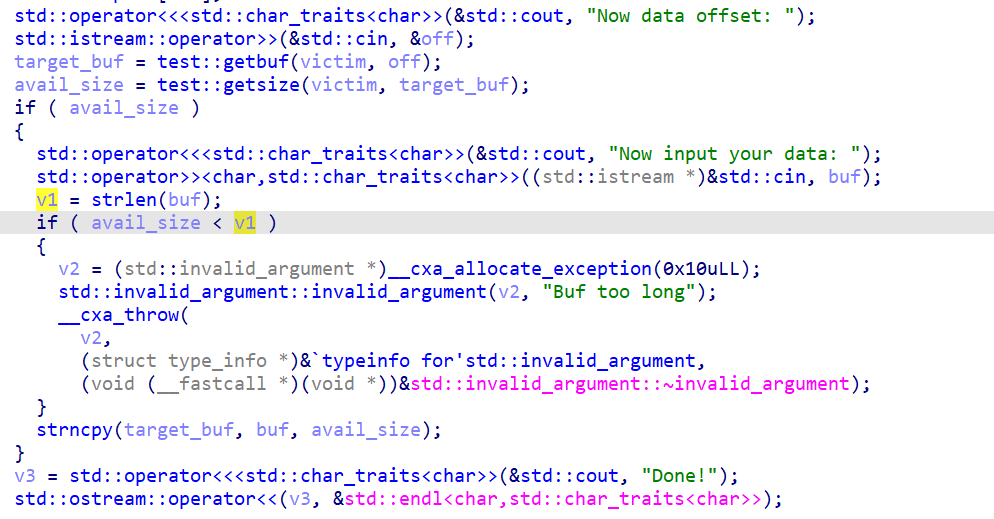 std::operator<<<std::char_traits<char>>(&std::cout, "Now data offset: ");
std::istream::operator>>(&std::cin, &off);
target_buf = test::getbuf(victim, off);
avail_size = test::getsize(victim, target_buf);
if ( avail_size )
{
std::operator<<<std::char_traits<char>>(&std::cout, "Now input your data: ");
std::operator>><char,std::char_traits<char>>((std::istream *)&std::cin, buf);
v1 = strlen(buf);
if ( avail_size < v1 )
{
v2 = (std::invalid_argument *)__cxa_allocate_exception(0x10uLL);
std::invalid_argument::invalid_argument(v2, "Buf too long");
__cxa_throw(
v2,
(struct type_info *)&`typeinfo for'std::invalid_argument,
(void (__fastcall *)(void *))&std::invalid_argument::~invalid_argument);
}
strncpy(target_buf, buf, avail_size);
}
v3 = std::operator<<<std::char_traits<char>>(&std::cout, "Done!");
std::ostream::operator<<(v3, &std::endl<char,std::char_traits<char>>);